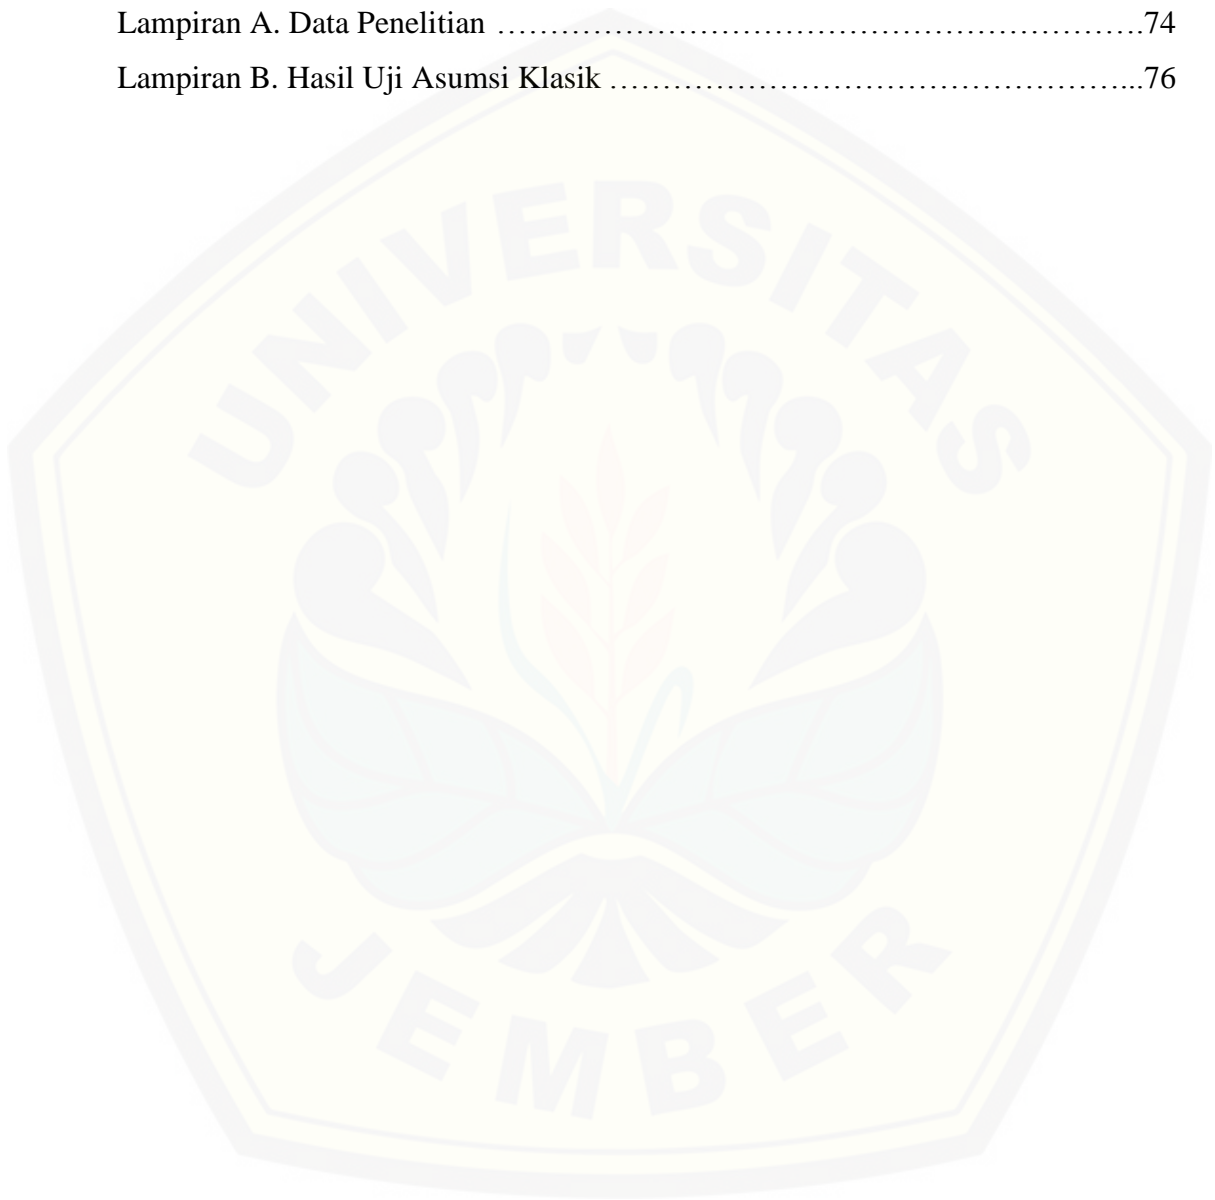 Lampiran A. Data Penelitian ……………………………………………………….74
Lampiran B. Hasil Uji Asumsi Klasik …………………………………………...76
UNIVERSITAS
JEMBER